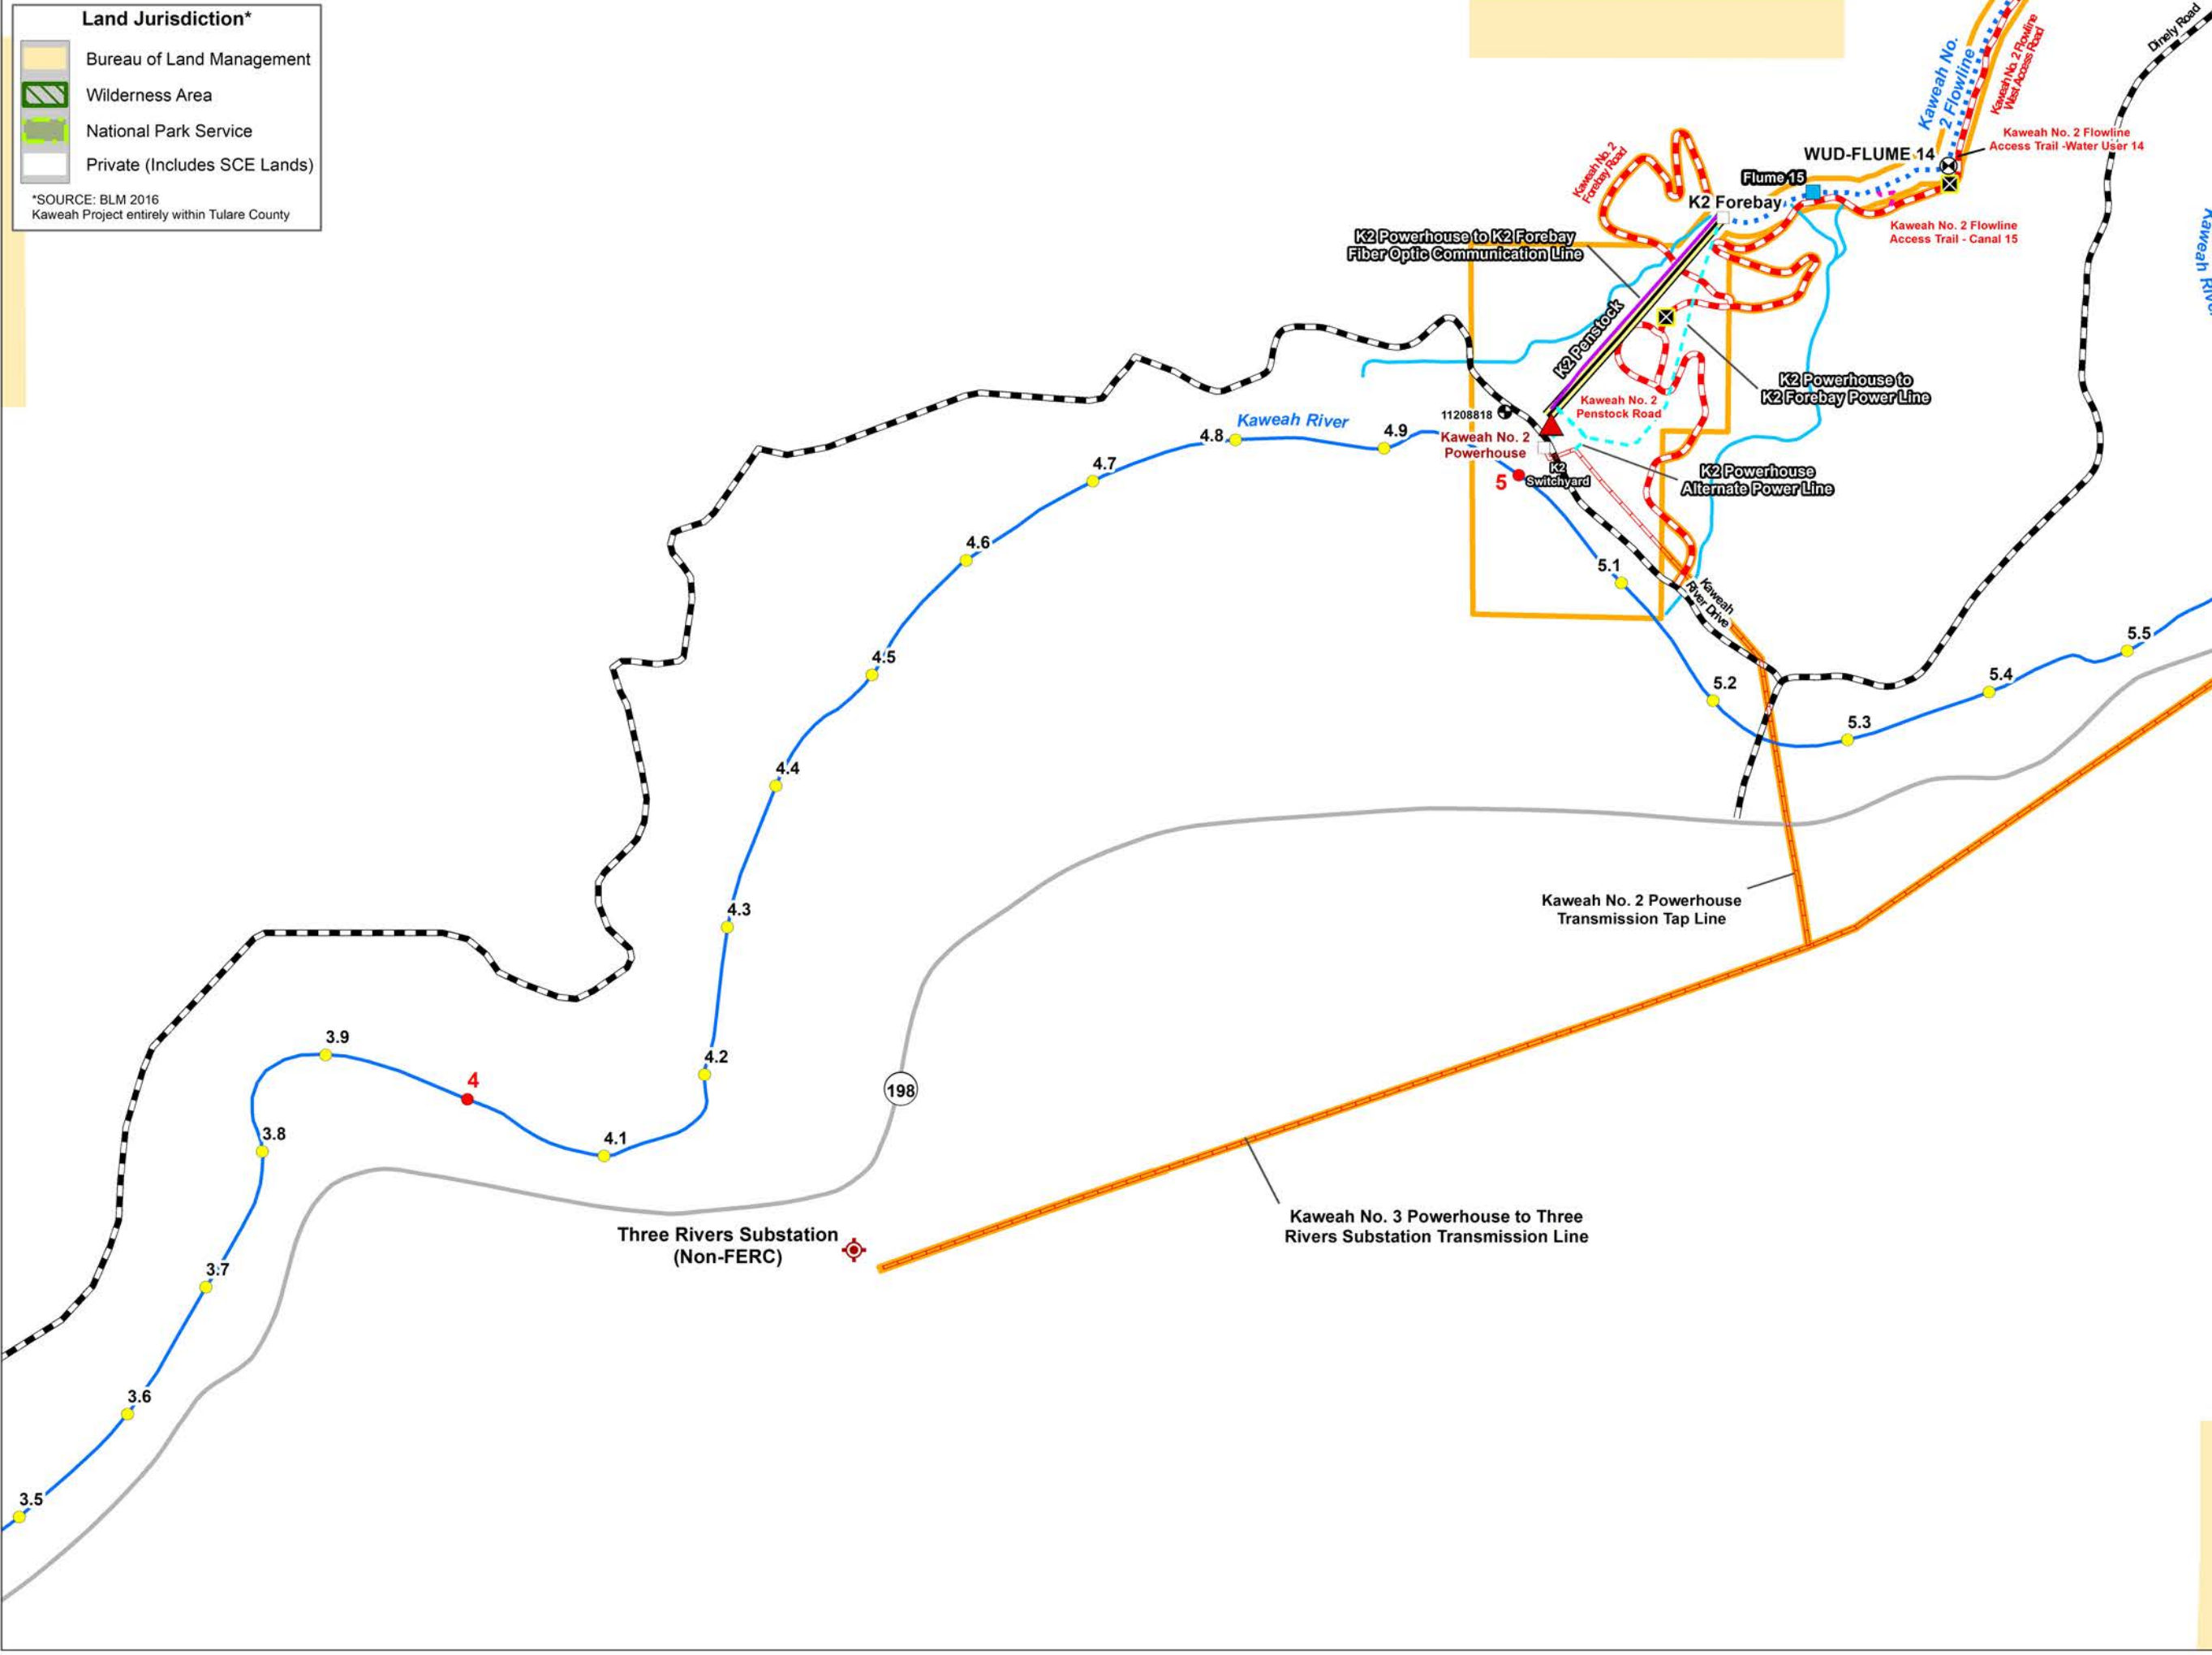 Land Jurisdiction*
Bureau of Land Management
Wilderness Area
National Park Service
Private (Includes SCE Lands)
*SOURCE: BLM 2016
Kaweah Project entirely within Tulare County
Dinely Road
Kaweah No.
2 Flowline
Kaweah No. 2 Flowline
West Access Road
Kaweah No. 2 Flowline
Access Trail -Water User 14
WUD-FLUME 14
Flume 15
K2 Forebay
Kaweah No. 2
Forebay Road
Kaweah No. 2 Flowline
Access Trail - Canal 15
Kaweah River
K2 Powerhouse to K2 Forebay
Fiber Optic Communication Line
K2 Penstock
K2 Powerhouse to
K2 Forebay Power Line
Kaweah No. 2
Penstock Road
11208818
Kaweah River
4.8
4.9
Kaweah No. 2
Powerhouse
K2
Switchyard
K2 Powerhouse
Alternate Power Line
5
4.7
4.6
5.1
Kaweah
River Drive
4.5
5.2
5.3
5.4
5.5
4.4
4.3
Kaweah No. 2 Powerhouse
Transmission Tap Line
4.2
3.9
4
198
3.8
4.1
Kaweah No. 3 Powerhouse to Three
Rivers Substation Transmission Line
Three Rivers Substation
(Non-FERC)
3.7
3.6
3.5